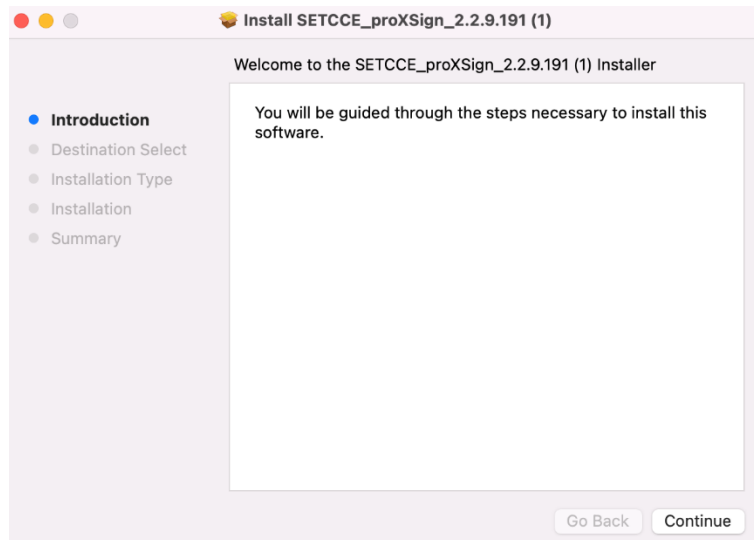 Install SETCCE_proXSign_2.2.9.191 (1)
Welcome to the SETCCE_proXSign_2.2.9.191 (1) Installer
Introduction
Destination Select
Installation Type
Installation
Summary
You will be guided through the steps necessary to install this
software.
Go Back
Continue